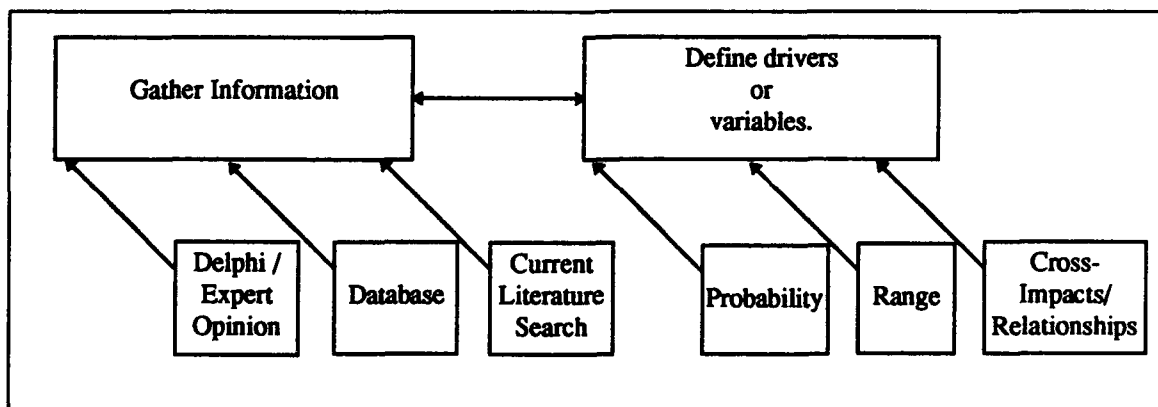 Gather Information
Define drivers
or
variables.
Delphi /
Expert
Opinion
Database
Current
Literature
Search
Probability
Range
Cross-
Impacts/
Relationships